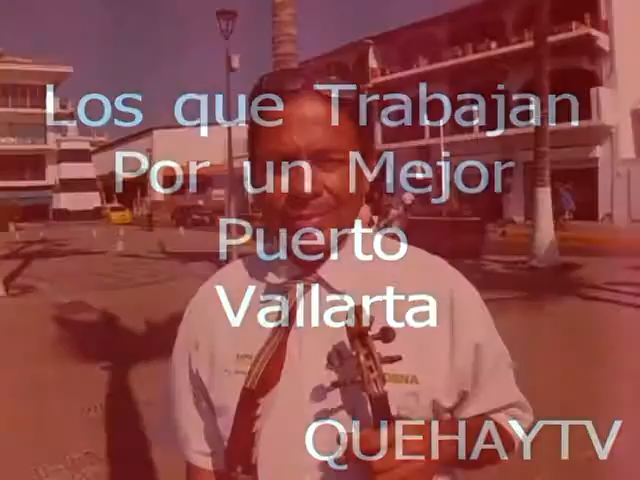 Los que Trabajan
Por un Mejor
Puerto
Vallarta
QUEHAYTV